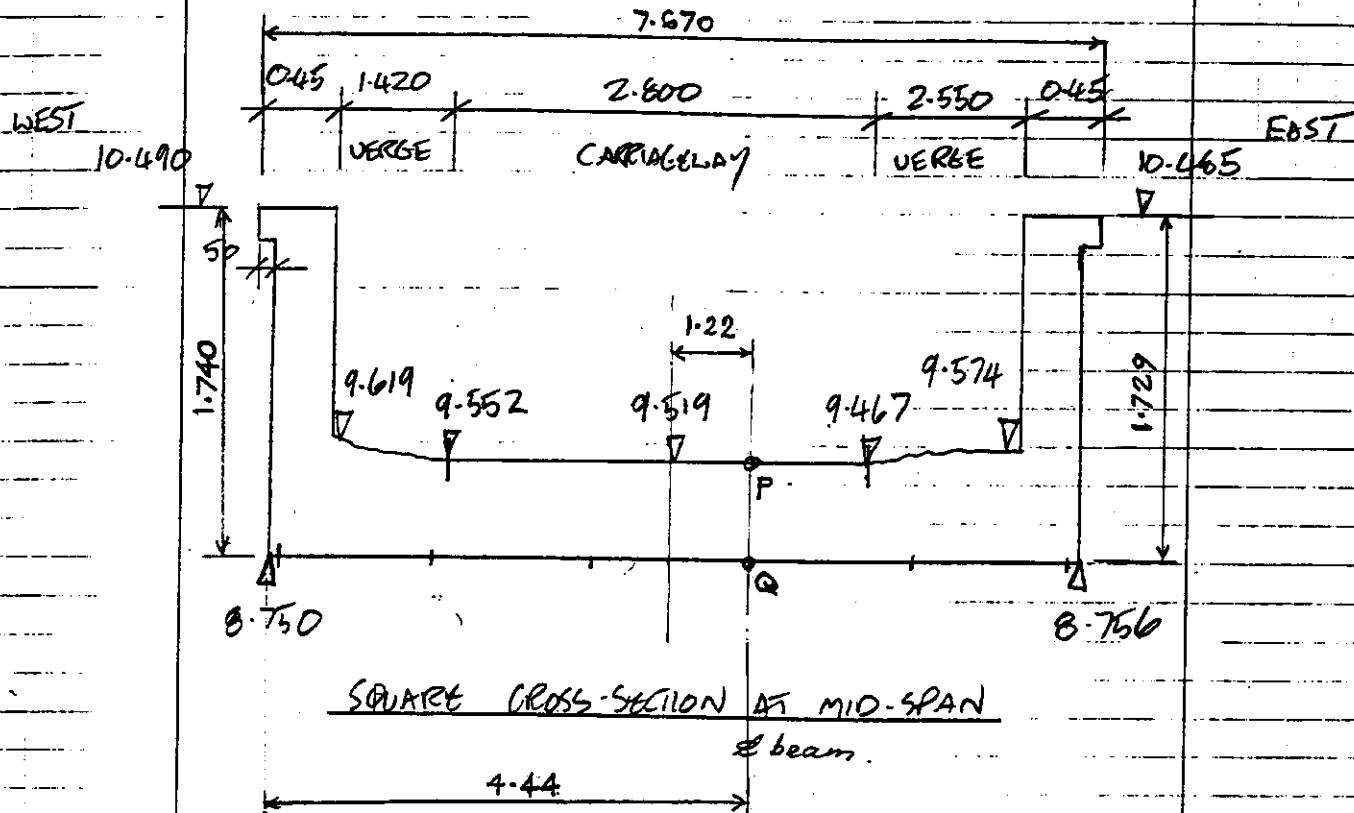 7.670
0.45 1.420 2.800 2.550 0.45
WEST EAST
VERGE CARRIAGEWAY VERGE
10.490 10.485
50
1.22
1.740
1.729
9.619 9.552 9.519 9.467 9.574
P
Q
8.750 8.756
SQUARE CROSS-SECTION AT MID-SPAN
℄ beam.
4.44